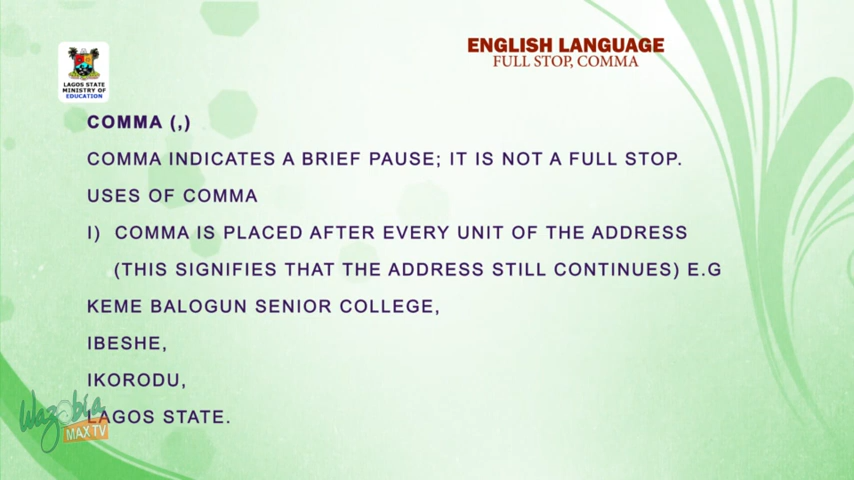 ENGLISH LANGUAGE
FULL STOP, COMMA
LAGOS STATE
MINISTRY OF
EDUCATION
COMMA (,)
COMMA INDICATES A BRIEF PAUSE; IT IS NOT A FULL STOP.
USES OF COMMA
I) COMMA IS PLACED AFTER EVERY UNIT OF THE ADDRESS
(THIS SIGNIFIES THAT THE ADDRESS STILL CONTINUES) E.G
KEME BALOGUN SENIOR COLLEGE,
IBESHE,
IKORODU,
LAGOS STATE.
Wazobia
MAX TV